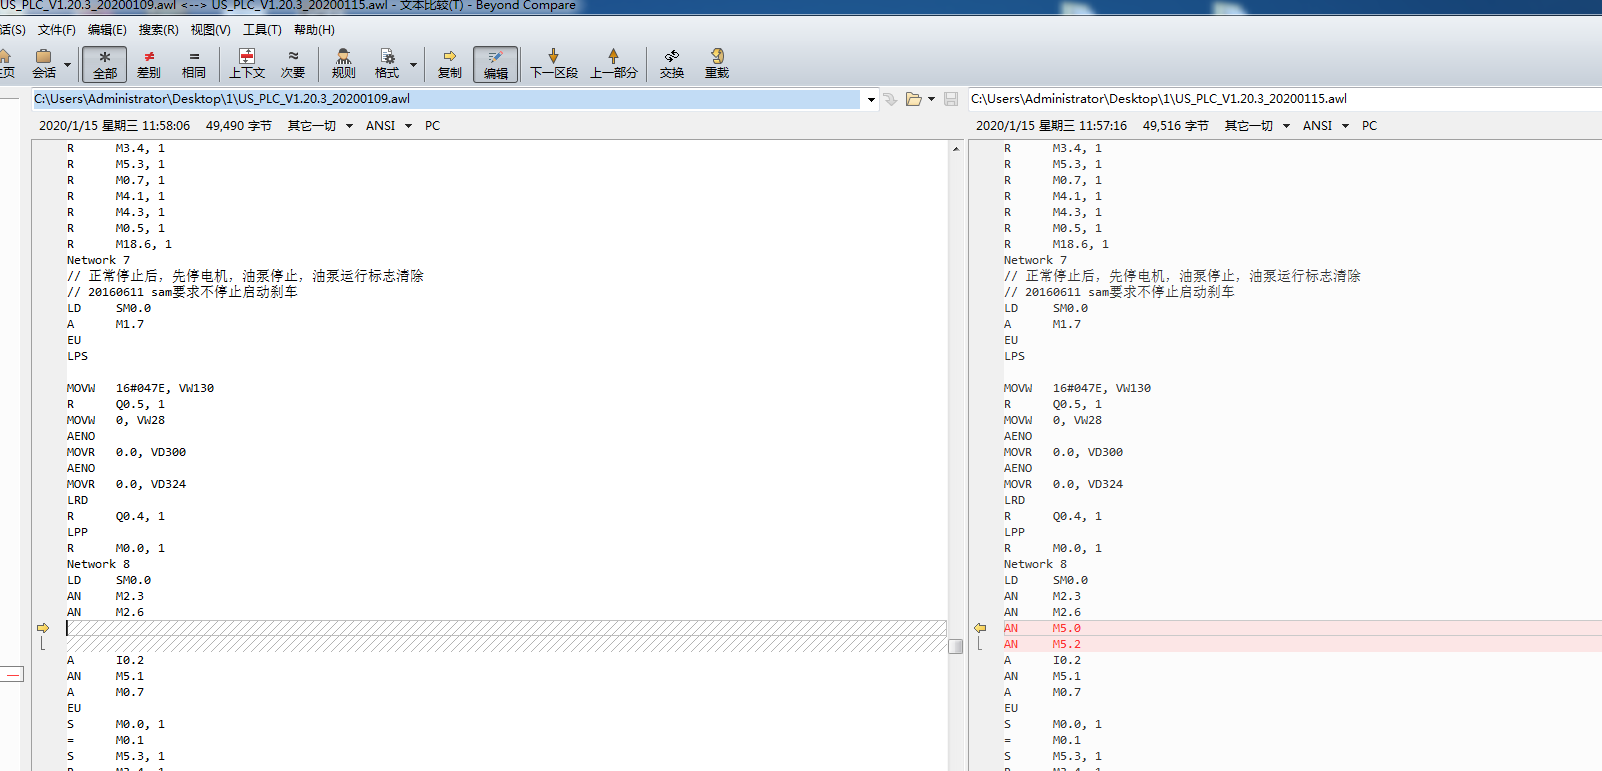 US_PLC_V1.20.3_20200109.awl <--> US_PLC_V1.20.3_20200115.awl - 文本比较(T) - Beyond Compare
话(S) 文件(F) 编辑(E) 搜索(R) 视图(V) 工具(T) 帮助(H)
主页 会话 全部 差别 相同 上下文 次要 规则 格式 复制 编辑 下一区段 上一部分 交换 重载
C:\Users\Administrator\Desktop\1\US_PLC_V1.20.3_20200109.awl
2020/1/15 星期三 11:58:06 49,490 字节 其它一切 ANSI PC
R M3.4, 1
R M5.3, 1
R M0.7, 1
R M4.1, 1
R M4.3, 1
R M0.5, 1
R M18.6, 1
Network 7
// 正常停止后，先停电机，油泵停止，油泵运行标志清除
// 20160611 sam要求不停止启动刹车
LD SM0.0
A M1.7
EU
LPS
MOVW 16#047E, VW130
R Q0.5, 1
MOVW 0, VW28
AENO
MOVR 0.0, VD300
AENO
MOVR 0.0, VD324
LRD
R Q0.4, 1
LPP
R M0.0, 1
Network 8
LD SM0.0
AN M2.3
AN M2.6
A I0.2
AN M5.1
A M0.7
EU
S M0.0, 1
= M0.1
S M5.3, 1
R M3.4, 1
C:\Users\Administrator\Desktop\1\US_PLC_V1.20.3_20200115.awl
2020/1/15 星期三 11:57:16 49,516 字节 其它一切 ANSI PC
R M3.4, 1
R M5.3, 1
R M0.7, 1
R M4.1, 1
R M4.3, 1
R M0.5, 1
R M18.6, 1
Network 7
// 正常停止后，先停电机，油泵停止，油泵运行标志清除
// 20160611 sam要求不停止启动刹车
LD SM0.0
A M1.7
EU
LPS
MOVW 16#047E, VW130
R Q0.5, 1
MOVW 0, VW28
AENO
MOVR 0.0, VD300
AENO
MOVR 0.0, VD324
LRD
R Q0.4, 1
LPP
R M0.0, 1
Network 8
LD SM0.0
AN M2.3
AN M2.6
AN M5.0
AN M5.2
A I0.2
AN M5.1
A M0.7
EU
S M0.0, 1
= M0.1
S M5.3, 1
R M3.4, 1